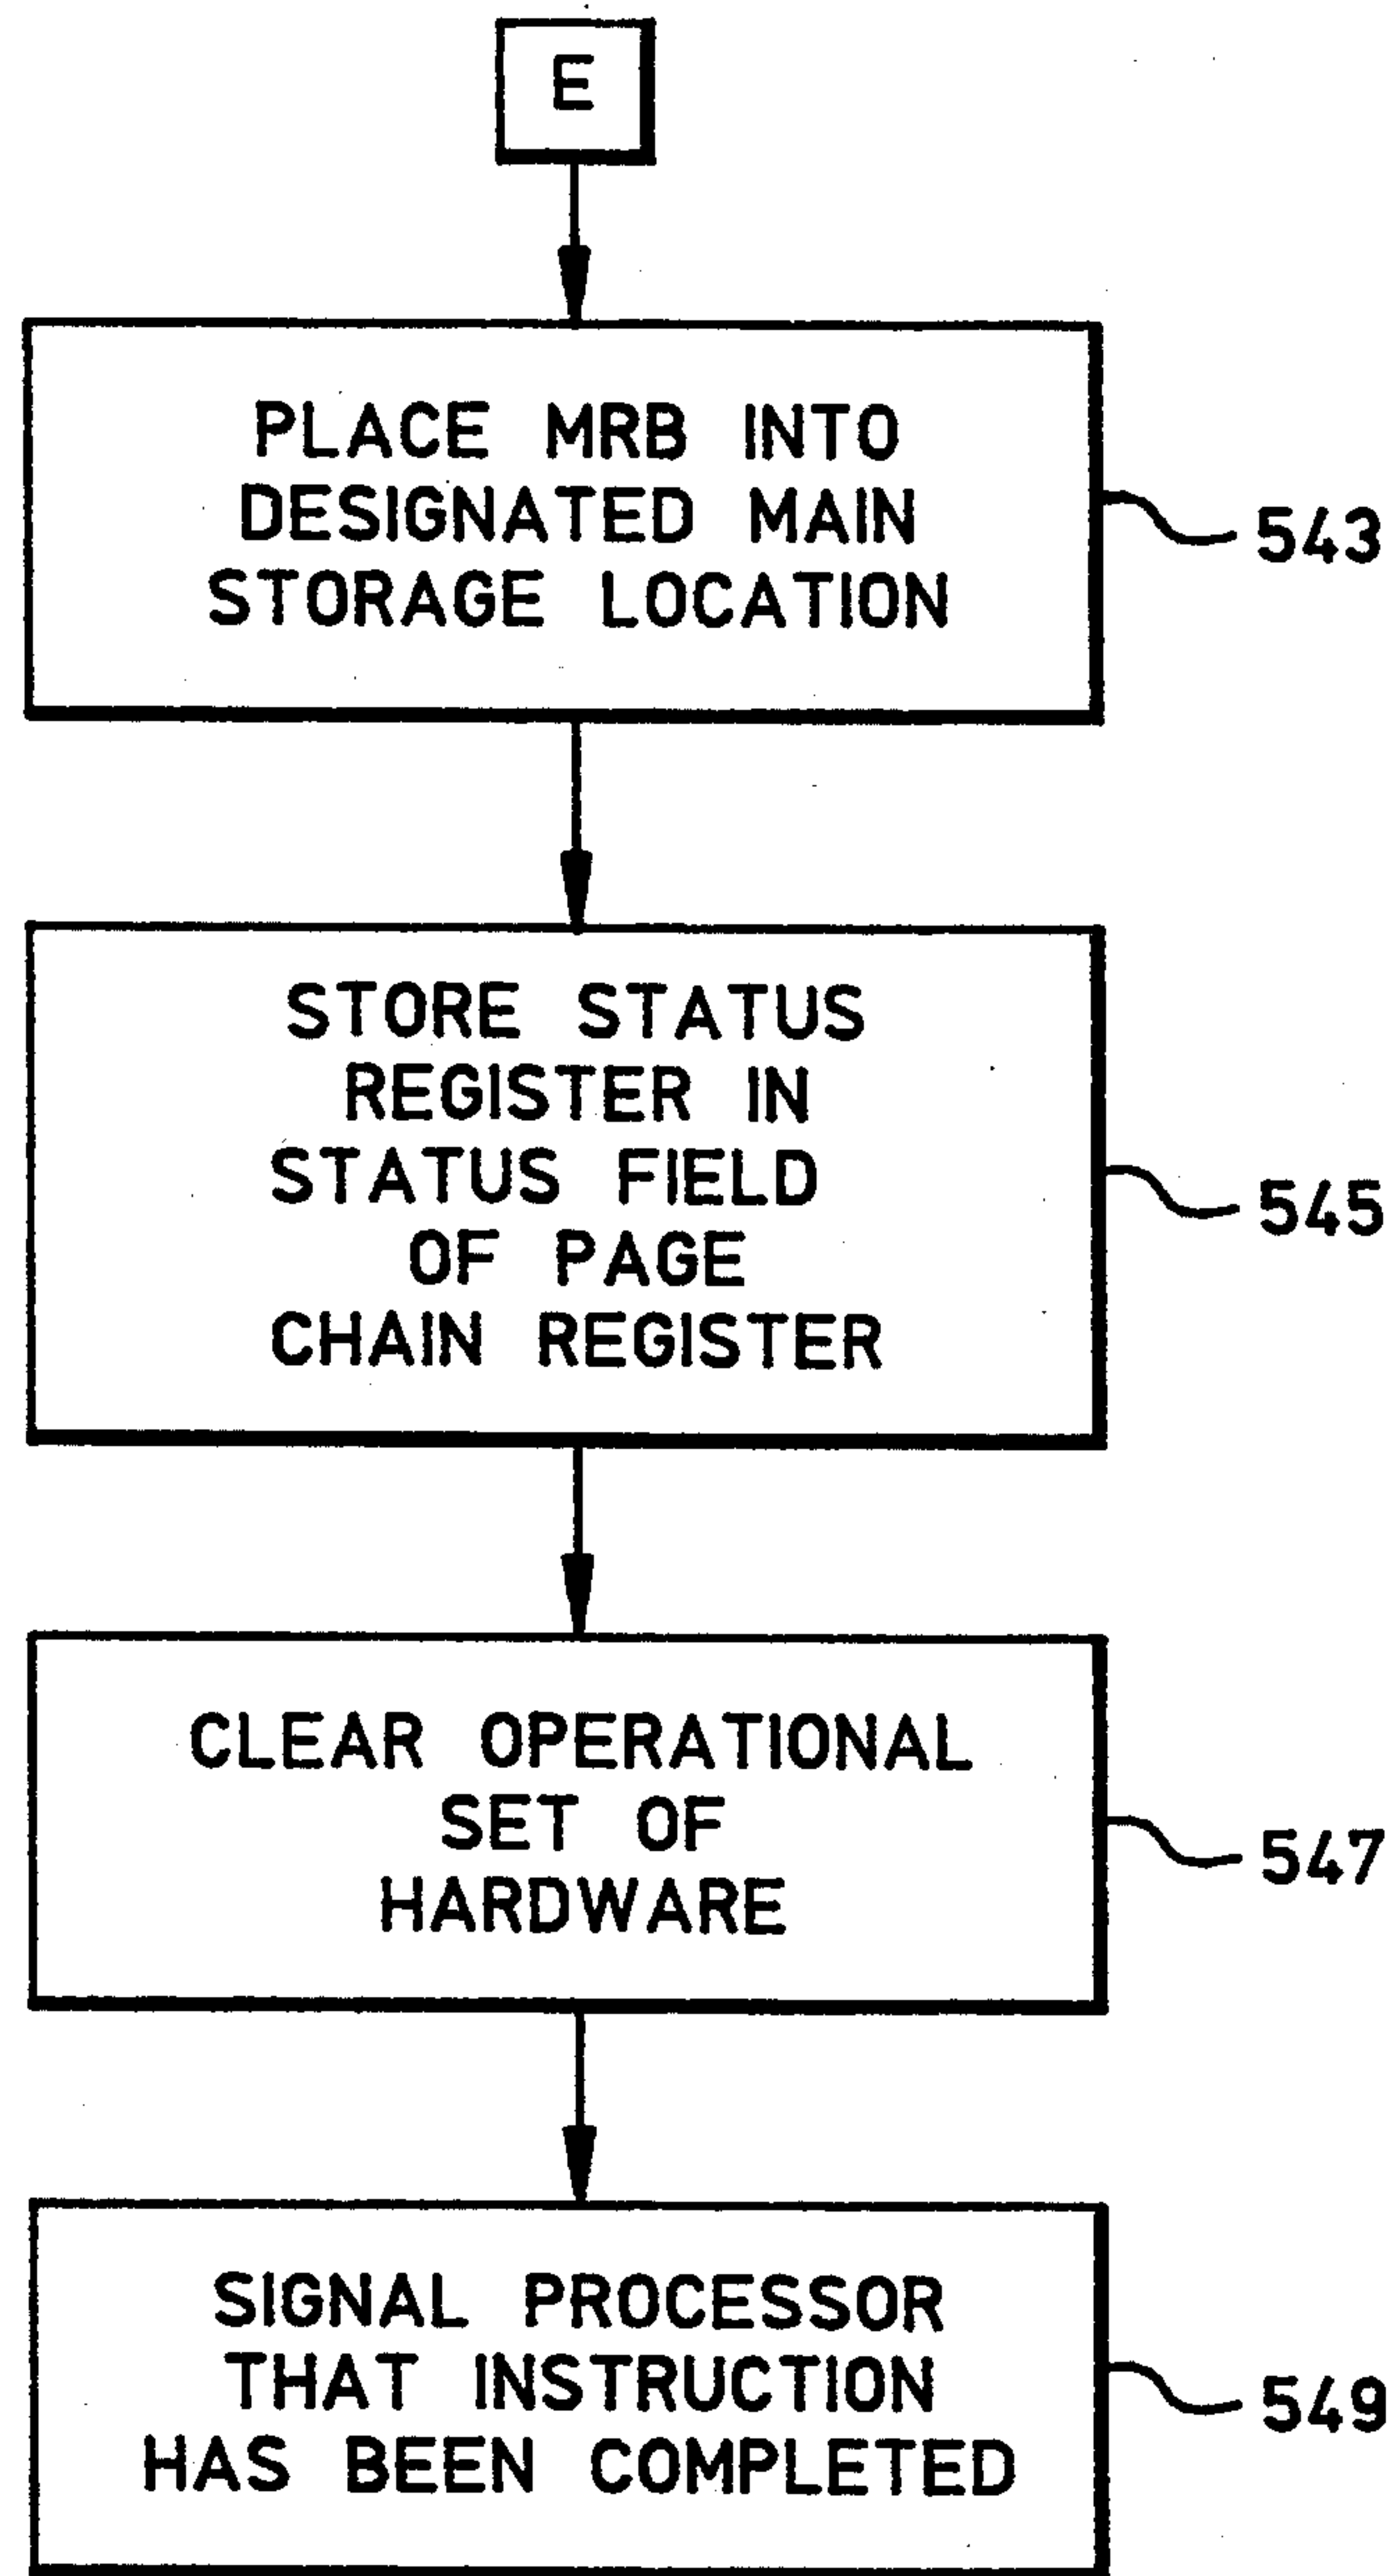 E
PLACE MRB INTO
DESIGNATED MAIN
STORAGE LOCATION
543
STORE STATUS
REGISTER IN
STATUS FIELD
OF PAGE
CHAIN REGISTER
545
CLEAR OPERATIONAL
SET OF
HARDWARE
547
SIGNAL PROCESSOR
THAT INSTRUCTION
HAS BEEN COMPLETED
549